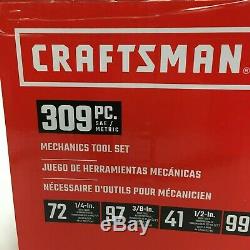 CRAFTSMAN
309 PC.
SAE /
METRIC
MECHANICS TOOL SET
JUEGO DE HERRAMIENTAS MECÁNICAS
NÉCESSAIRE D'OUTILS POUR MÉCANICIEN
72 1/4-In. 97 3/8-In. 41 1/2-In. 99